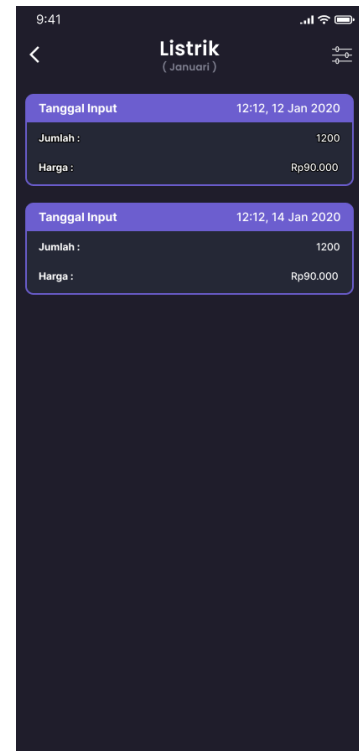 9:41
Listrik
( Januari )
Tanggal Input 12:12, 12 Jan 2020
Jumlah : 1200
Harga : Rp90.000
Tanggal Input 12:12, 14 Jan 2020
Jumlah : 1200
Harga : Rp90.000